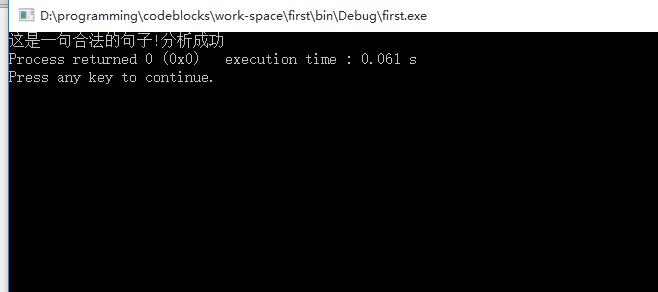 D:\programming\codeblocks\work-space\first\bin\Debug\first.exe
这是一句合法的句子!分析成功
Process returned 0 (0x0)   execution time : 0.061 s
Press any key to continue.